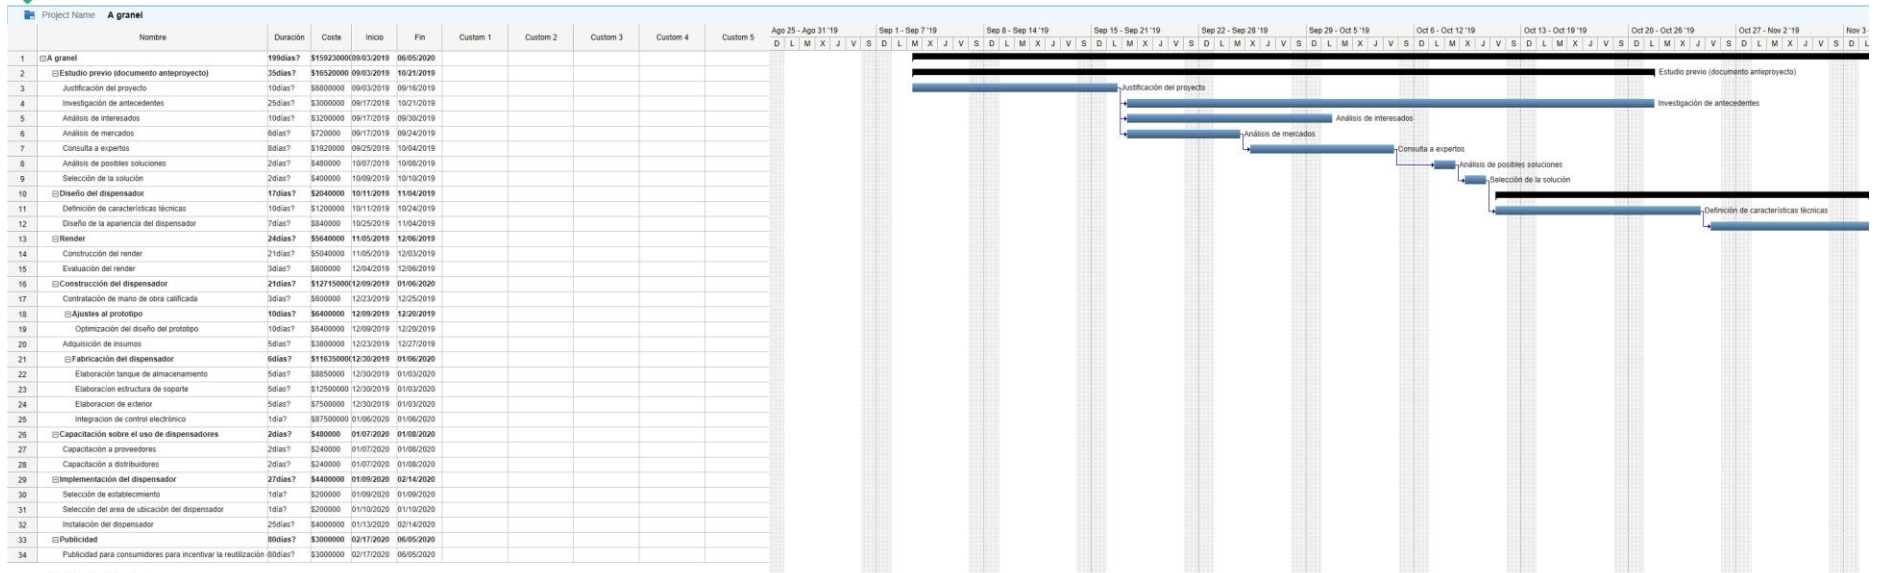 Project Name A granel
Nombre Duración Coste Inicio Fin Custom 1 Custom 2 Custom 3 Custom 4 Custom 5
Ago 25 - Ago 31 '19 Sep 1 - Sep 7 '19 Sep 8 - Sep 14 '19 Sep 15 - Sep 21 '19 Sep 22 - Sep 28 '19 Sep 29 - Oct 5 '19 Oct 6 - Oct 12 '19 Oct 13 - Oct 19 '19 Oct 20 - Oct 26 '19 Oct 27 - Nov 2 '19 Nov 3
D L M X J V S D L M X J V S D L M X J V S D L M X J V S D L M X J V S D L M X J V S D L M X J V S D L M X J V S D L M X J V S D L M X J V S D L
1 A granel 199días? $15923000( 09/03/2019 06/05/2020
2 Estudio previo (documento anteproyecto) 35días? $16520000 09/03/2019 10/21/2019 Estudio previo (documento anteproyecto)
3 Justificación del proyecto 10días? $6800000 09/03/2019 09/16/2019 Justificación del proyecto
4 Investigación de antecedentes 25días? $3000000 09/17/2019 10/21/2019 Investigación de antecedentes
5 Análisis de interesados 10días? $3200000 09/17/2019 09/30/2019 Análisis de interesados
6 Análisis de mercados 6días? $720000 09/17/2019 09/24/2019 Análisis de mercados
7 Consulta a expertos 8días? $1920000 09/25/2019 10/04/2019 Consulta a expertos
8 Análisis de posibles soluciones 2días? $480000 10/07/2019 10/08/2019 Análisis de posibles soluciones
9 Selección de la solución 2días? $400000 10/09/2019 10/10/2019 Selección de la solución
10 Diseño del dispensador 17días? $2040000 10/11/2019 11/04/2019
11 Definición de características técnicas 10días? $1200000 10/11/2019 10/24/2019 Definición de características técnicas
12 Diseño de la apariencia del dispensador 7días? $840000 10/25/2019 11/04/2019
13 Render 24días? $5640000 11/05/2019 12/06/2019
14 Construcción del render 21días? $5040000 11/05/2019 12/03/2019
15 Evaluación del render 3días? $600000 12/04/2019 12/06/2019
16 Construcción del dispensador 21días? $12715000( 12/09/2019 01/06/2020
17 Contratación de mano de obra calificada 3días? $600000 12/23/2019 12/25/2019
18 Ajustes al prototipo 10días? $6400000 12/09/2019 12/20/2019
19 Optimización del diseño del prototipo 10días? $6400000 12/09/2019 12/20/2019
20 Adquisición de insumos 5días? $3800000 12/23/2019 12/27/2019
21 Fabricación del dispensador 6días? $11635000( 12/30/2019 01/06/2020
22 Elaboración tanque de almacenamiento 5días? $8850000 12/30/2019 01/03/2020
23 Elaboracíon estructura de soporte 5días? $12500000 12/30/2019 01/03/2020
24 Elaboracion de exterior 5días? $7500000 12/30/2019 01/03/2020
25 Integracion de control electrónico 1día? $87500000 01/06/2020 01/06/2020
26 Capacitación sobre el uso de dispensadores 2días? $480000 01/07/2020 01/08/2020
27 Capacitación a proveedores 2días? $240000 01/07/2020 01/08/2020
28 Capacitación a distribuidores 2días? $240000 01/07/2020 01/08/2020
29 Implementación del dispensador 27días? $4400000 01/09/2020 02/14/2020
30 Selección de establecimiento 1día? $200000 01/09/2020 01/09/2020
31 Selección del area de ubicación del dispensador 1día? $200000 01/10/2020 01/10/2020
32 Instalación del dispensador 25días? $4000000 01/13/2020 02/14/2020
33 Publicidad 80días? $3000000 02/17/2020 06/05/2020
34 Publicidad para consumidores para incentivar la reutilización 80días? $3000000 02/17/2020 06/05/2020